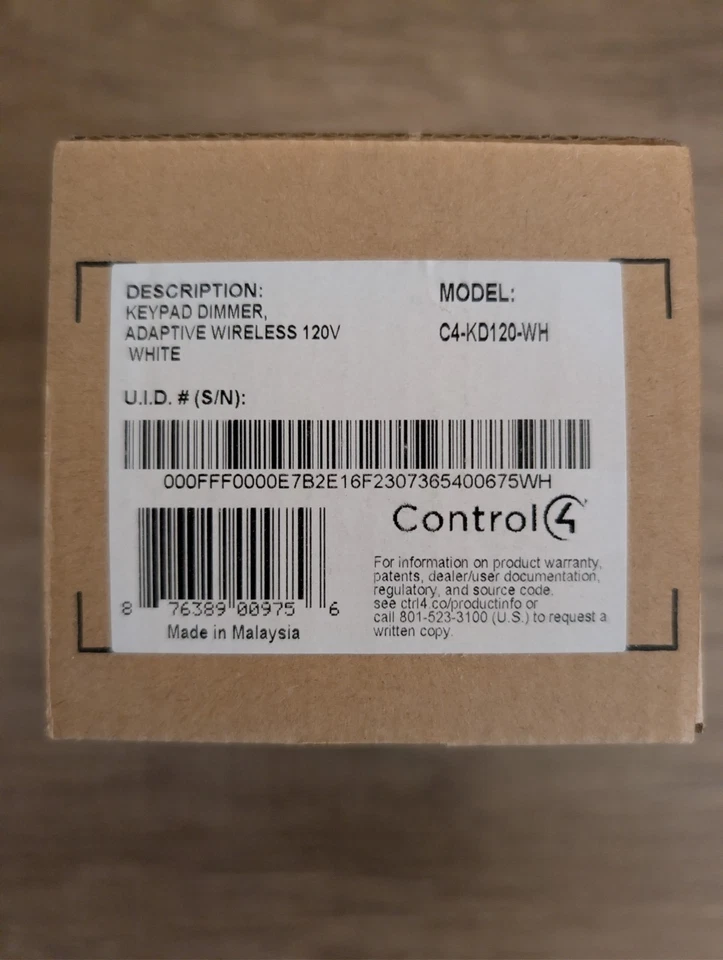 DESCRIPTION:
KEYPAD DIMMER,
ADAPTIVE WIRELESS 120V
WHITE
MODEL:
C4-KD120-WH
U.I.D. # (S/N):
000FFF0000E7B2E16F2307365400675WH
Control4
8 76389 00975 6
Made in Malaysia
For information on product warranty,
patents, dealer/user documentation,
regulatory, and source code.
see ctrl4.co/productinfo or
call 801-523-3100 (U.S.) to request a
written copy.